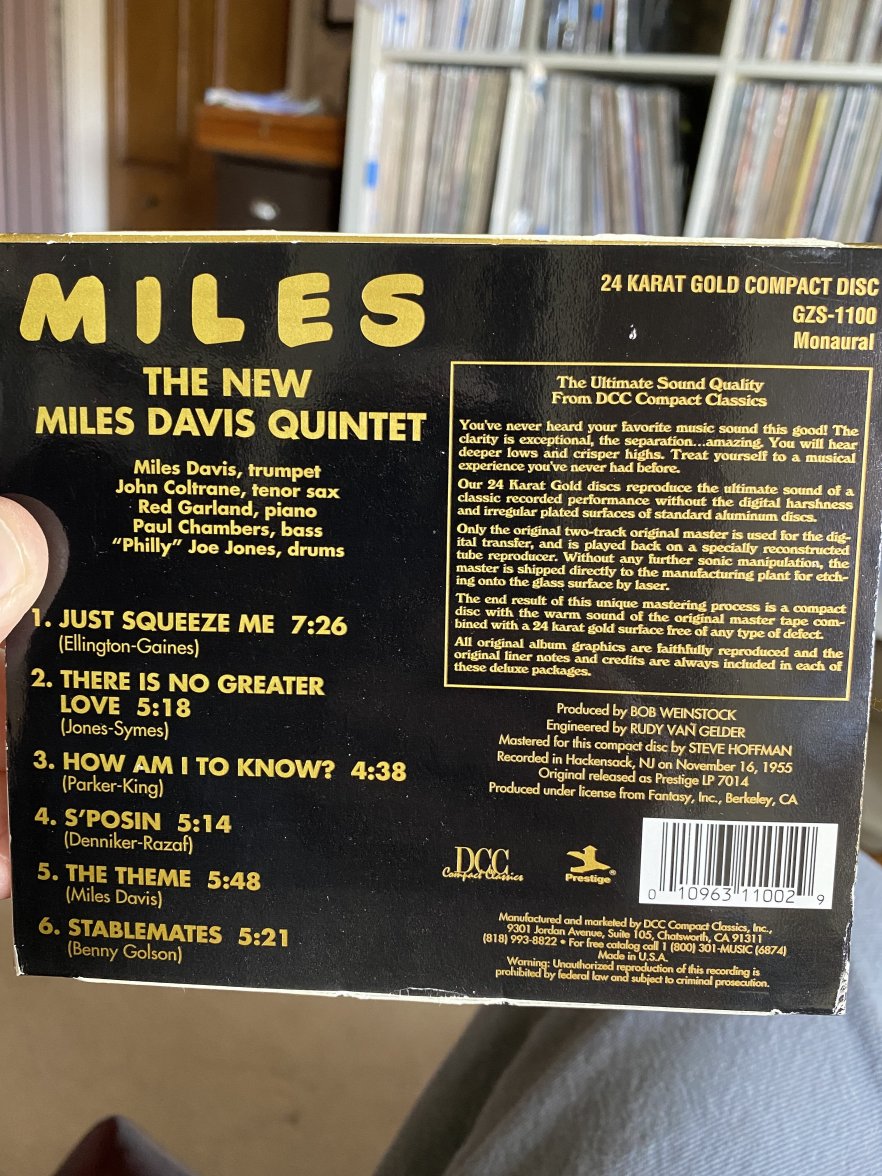 MILES
THE NEW
MILES DAVIS QUINTET
Miles Davis, trumpet
John Coltrane, tenor sax
Red Garland, piano
Paul Chambers, bass
“Philly” Joe Jones, drums
1. JUST SQUEEZE ME 7:26
(Ellington-Gaines)
2. THERE IS NO GREATER
LOVE 5:18
(Jones-Symes)
3. HOW AM I TO KNOW? 4:38
(Parker-King)
4. S'POSIN 5:14
(Denniker-Razaf)
5. THE THEME 5:48
(Miles Davis)
6. STABLEMATES 5:21
(Benny Golson)
24 KARAT GOLD COMPACT DISC
GZS-1100
Monaural
The Ultimate Sound Quality
From DCC Compact Classics
You've never heard your favorite music sound this good! The
clarity is exceptional, the separation...amazing. You will hear
deeper lows and crisper highs. Treat yourself to a musical
experience you've never had before.
Our 24 Karat Gold discs reproduce the ultimate sound of a
classic recorded performance without the digital harshness
and irregular plated surfaces of standard aluminum discs.
Only the original two-track original master is used for the dig-
ital transfer, and is played back on a specially reconstructed
tube reproducer. Without any further sonic manipulation, the
master is shipped directly to the manufacturing plant for etch-
ing onto the glass surface by laser.
The end result of this unique mastering process is a compact
disc with the warm sound of the original master tape com-
bined with a 24 karat gold surface free of any type of defect.
All original album graphics are faithfully reproduced and the
original liner notes and credits are always included in each of
these deluxe packages.
Produced by BOB WEINSTOCK
Engineered by RUDY VAN GELDER
Mastered for this compact disc by STEVE HOFFMAN
Recorded in Hackensack, NJ on November 16, 1955
Original released as Prestige LP 7014
Produced under license from Fantasy, Inc., Berkeley, CA
DCC
Compact Classics
Prestige®
0 10963 11002 9
Manufactured and marketed by DCC Compact Classics, Inc.,
9301 Jordan Avenue, Suite 105, Chatsworth, CA 91311
(818) 993-8822 • For free catalog call 1 (800) 301-MUSIC (6874)
Made in U.S.A.
Warning: Unauthorized reproduction of this recording is
prohibited by federal law and subject to criminal prosecution.